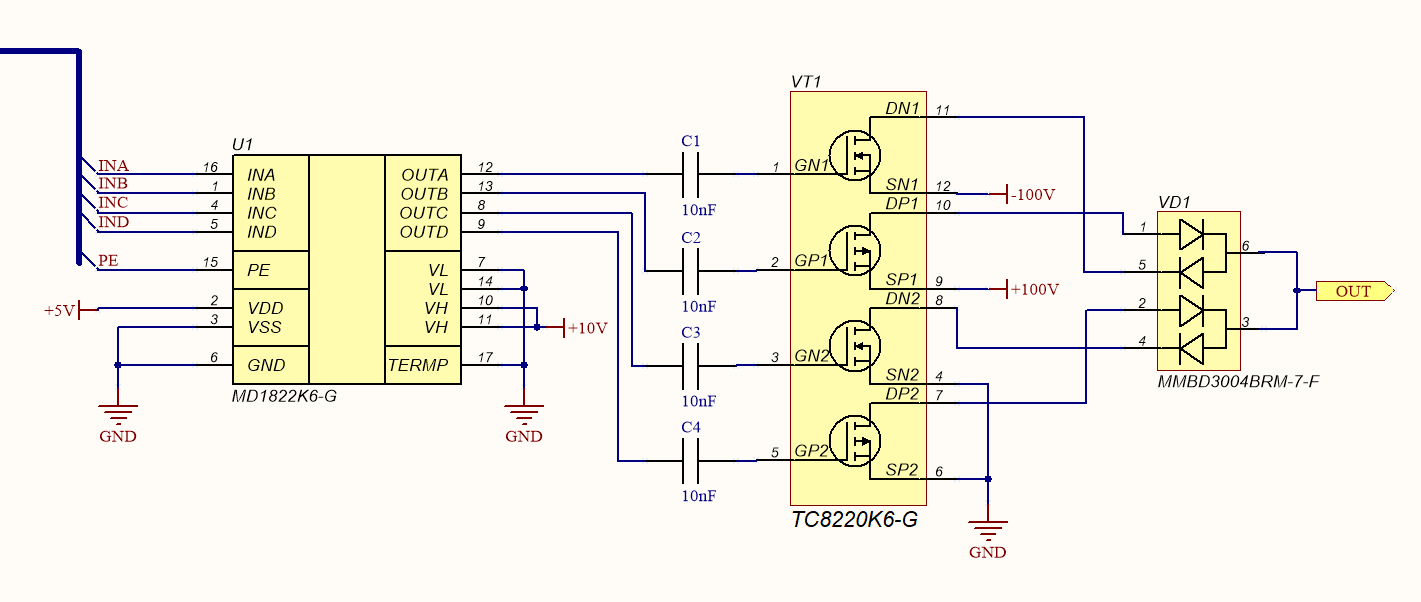 U1
INA 16 INA OUTA 12
INB 1 INB OUTB 13
INC 4 INC OUTC 8
IND 5 IND OUTD 9
PE 15 PE VL 7
VL 14
+5V 2 VDD VH 10
3 VSS VH 11 +10V
6 GND TERMP 17
MD1822K6-G
GND
GND
C1
10nF
C2
10nF
C3
10nF
C4
10nF
VT1
DN1 11
1 GN1
SN1 12 -100V
DP1 10
2 GP1
SP1 9 +100V
DN2 8
3 GN2
SN2 4
DP2 7
5 GP2
SP2 6
TC8220K6-G
GND
VD1
1
6
5
2
3
4
MMBD3004BRM-7-F
OUT